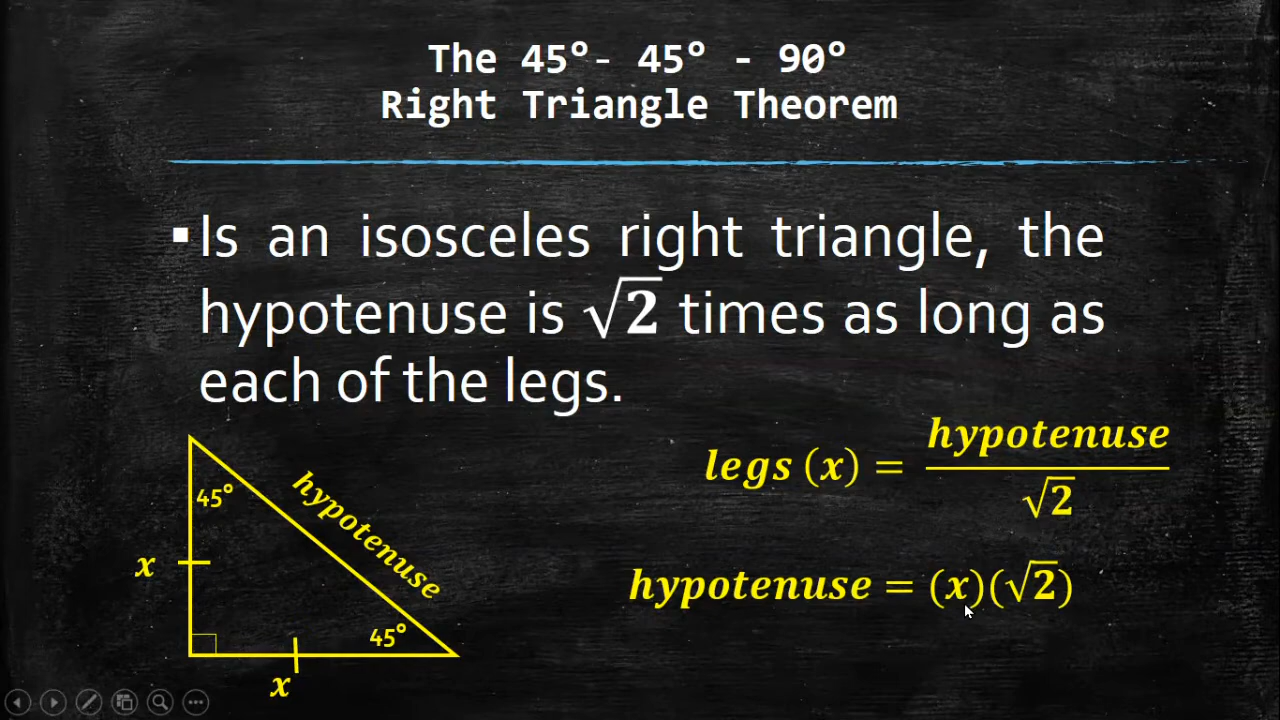 The 45°- 45° - 90°
Right Triangle Theorem
▪Is an isosceles right triangle, the
hypotenuse is √2 times as long as
each of the legs.
legs (x) = hypotenuse / √2
45°
hypotenuse
x
hypotenuse = (x)(√2)
45°
x